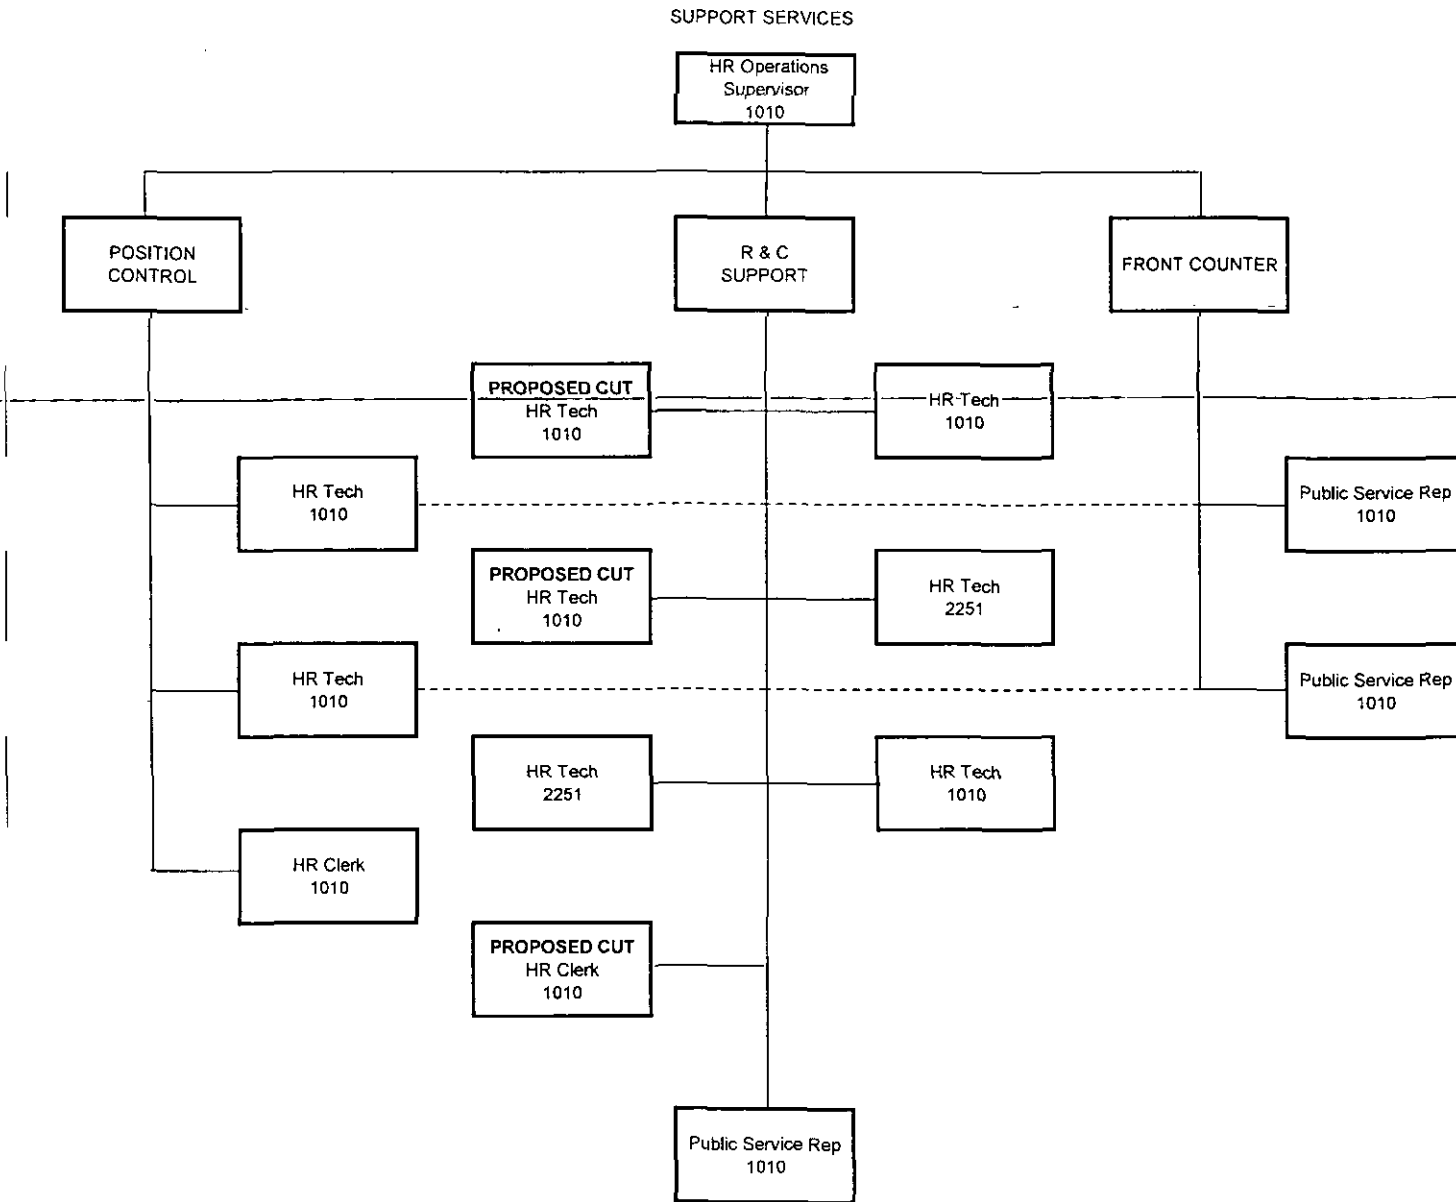 SUPPORT SERVICES
HR Operations
Supervisor
1010
POSITION
CONTROL
R & C
SUPPORT
FRONT COUNTER
PROPOSED CUT
HR Tech
1010
HR Tech
1010
HR Tech
1010
Public Service Rep
1010
PROPOSED CUT
HR Tech
1010
HR Tech
2251
HR Tech
1010
Public Service Rep
1010
HR Tech
2251
HR Tech
1010
HR Clerk
1010
PROPOSED CUT
HR Clerk
1010
Public Service Rep
1010